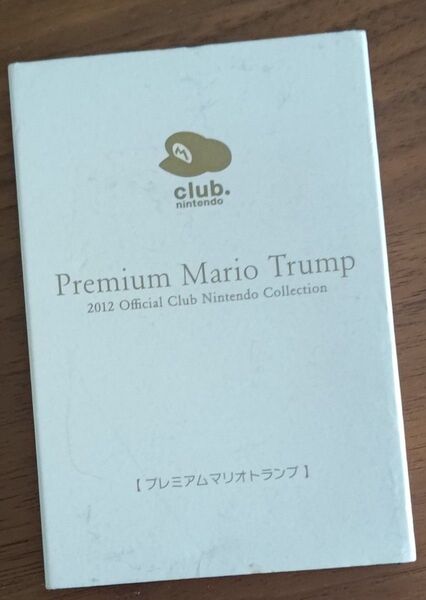 M
club.
nintendo
Premium Mario Trump
2012 Official Club Nintendo Collection
【プレミアムマリオトランプ】